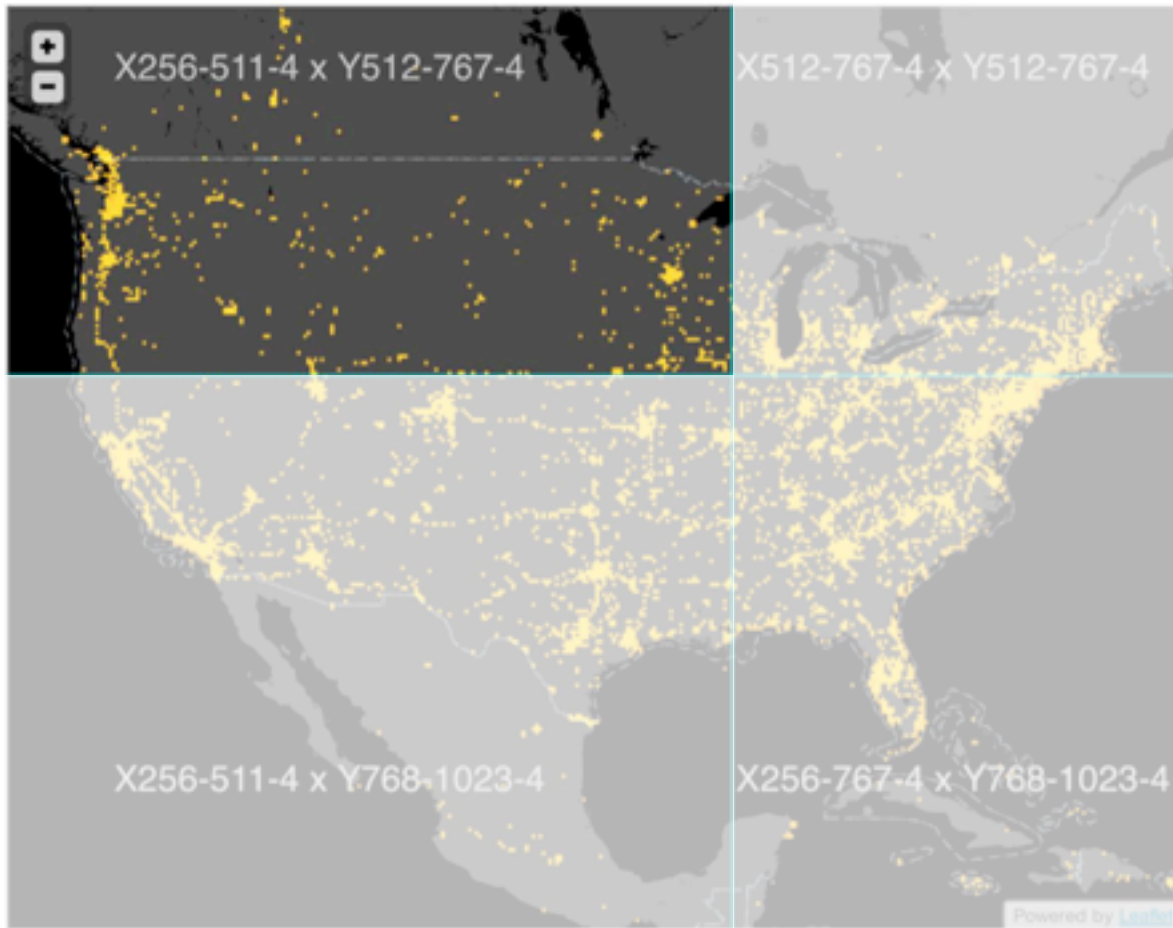 +
X256-511-4 x Y512-767-4
X512-767-4 x Y512-767-4
−
X256-511-4 x Y768-1023-4
X256-767-4 x Y768-1023-4
Powered by Leaflet